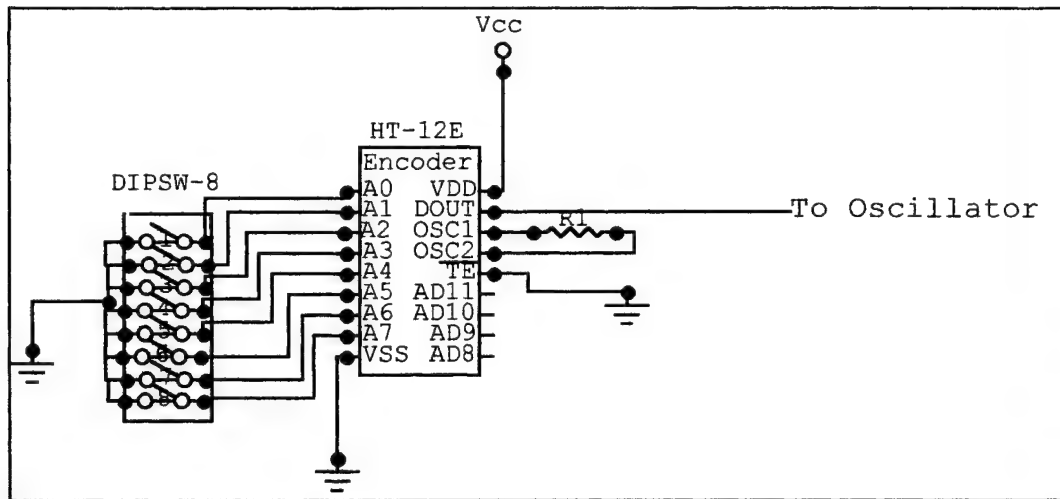 Vcc
HT-12E
Encoder
DIPSW-8
A0 VDD
A1 DOUT
A2 OSC1
A3 OSC2
A4 TE
A5 AD11
A6 AD10
A7 AD9
VSS AD8
R1
To Oscillator
1
2
3
4
5
6
7
8